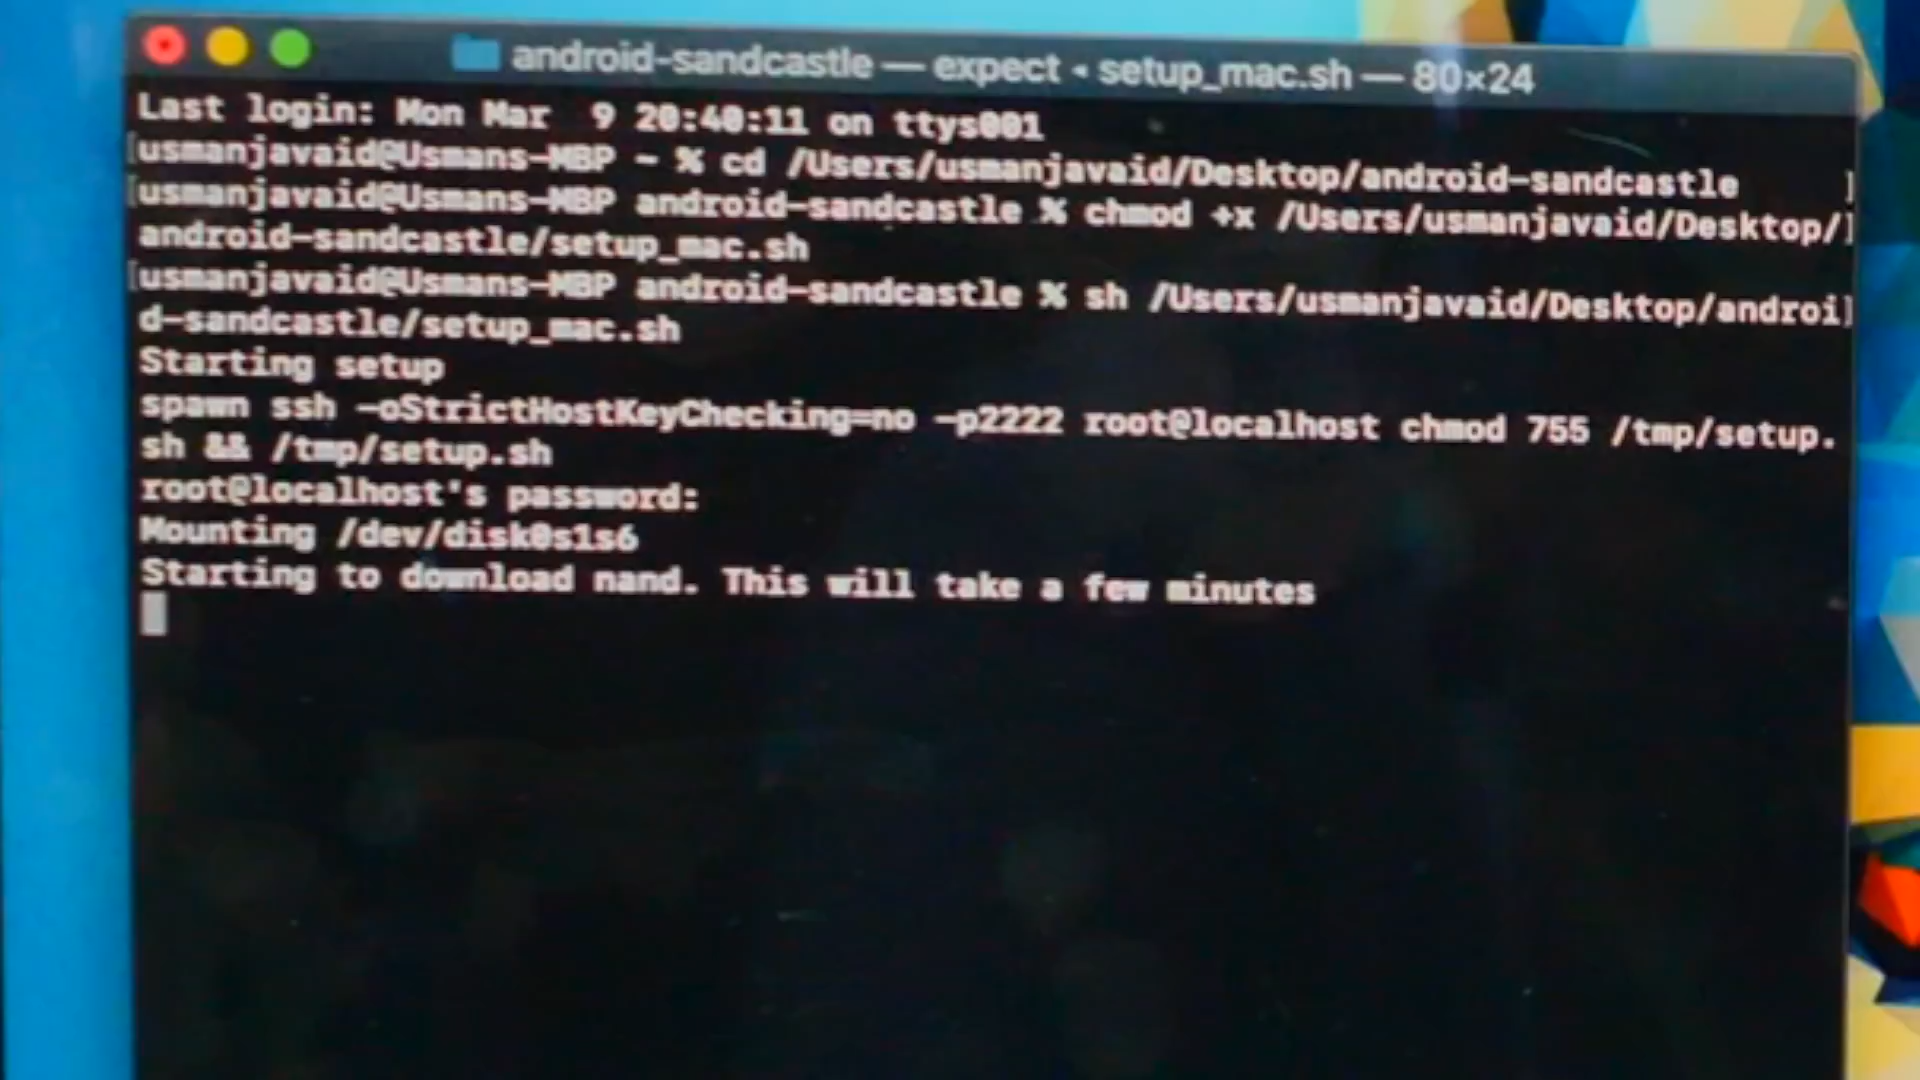 android-sandcastle — expect ◂ setup_mac.sh — 80×24
Last login: Mon Mar  9 20:40:11 on ttys001
[usmanjavaid@Usmans-MBP ~ % cd /Users/usmanjavaid/Desktop/android-sandcastle     ]
[usmanjavaid@Usmans-MBP android-sandcastle % chmod +x /Users/usmanjavaid/Desktop/]
android-sandcastle/setup_mac.sh
[usmanjavaid@Usmans-MBP android-sandcastle % sh /Users/usmanjavaid/Desktop/androi]
d-sandcastle/setup_mac.sh
Starting setup
spawn ssh -oStrictHostKeyChecking=no -p2222 root@localhost chmod 755 /tmp/setup.
sh && /tmp/setup.sh
root@localhost's password:
Mounting /dev/disk0s1s6
Starting to download nand. This will take a few minutes